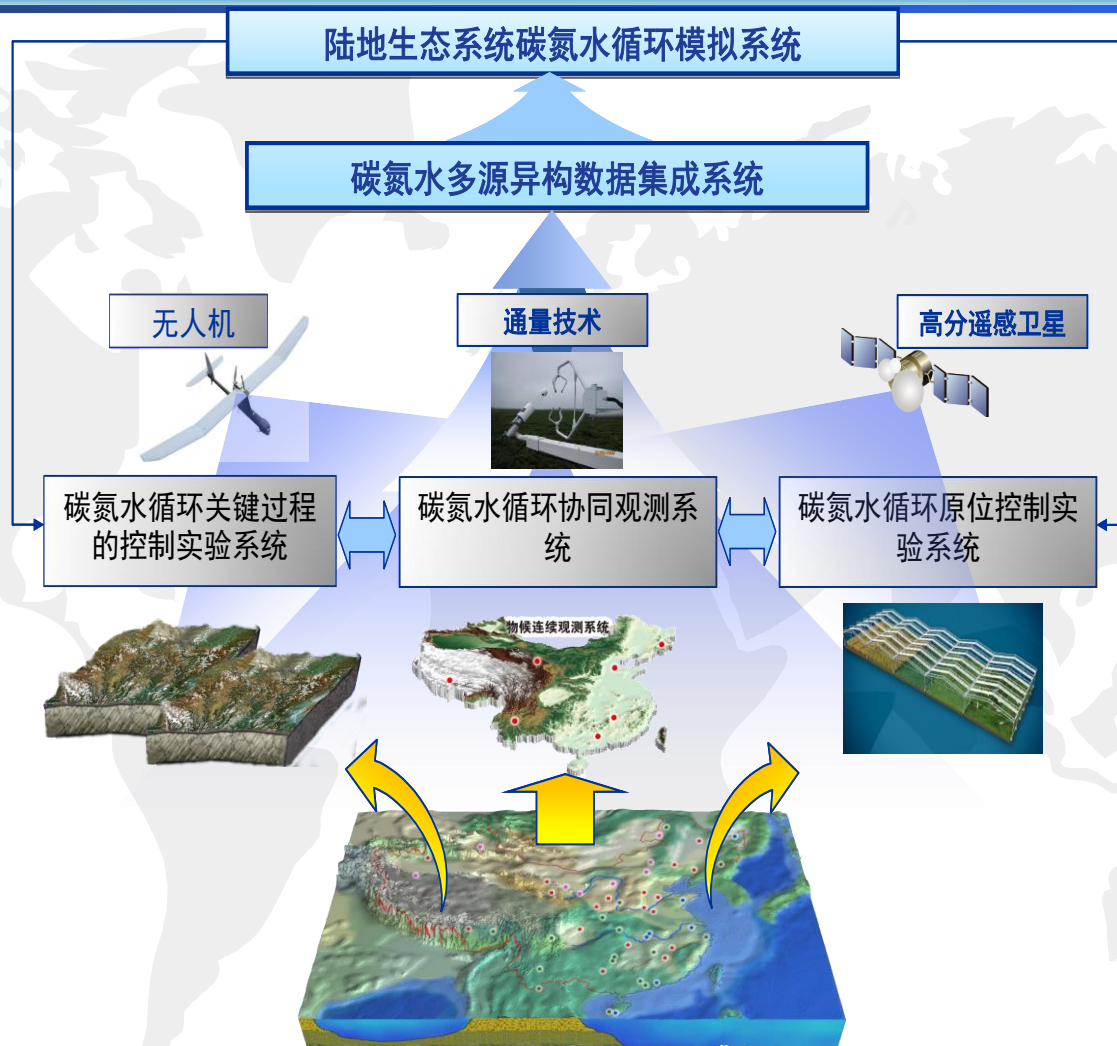 陆地生态系统碳氮水循环模拟系统
碳氮水多源异构数据集成系统
无人机
通量技术
高分遥感卫星
碳氮水循环关键过程
的控制实验系统
碳氮水循环协同观测系
统
碳氮水循环原位控制实
验系统
物候连续观测系统